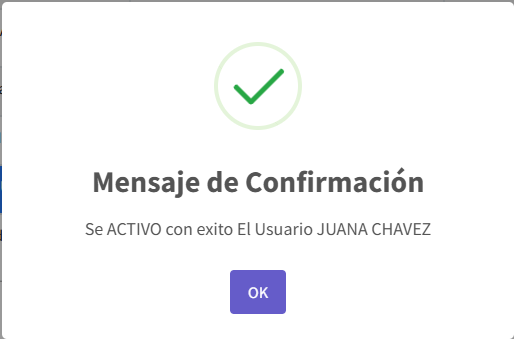 Mensaje de Confirmación
Se ACTIVO con exito El Usuario JUANA CHAVEZ
OK